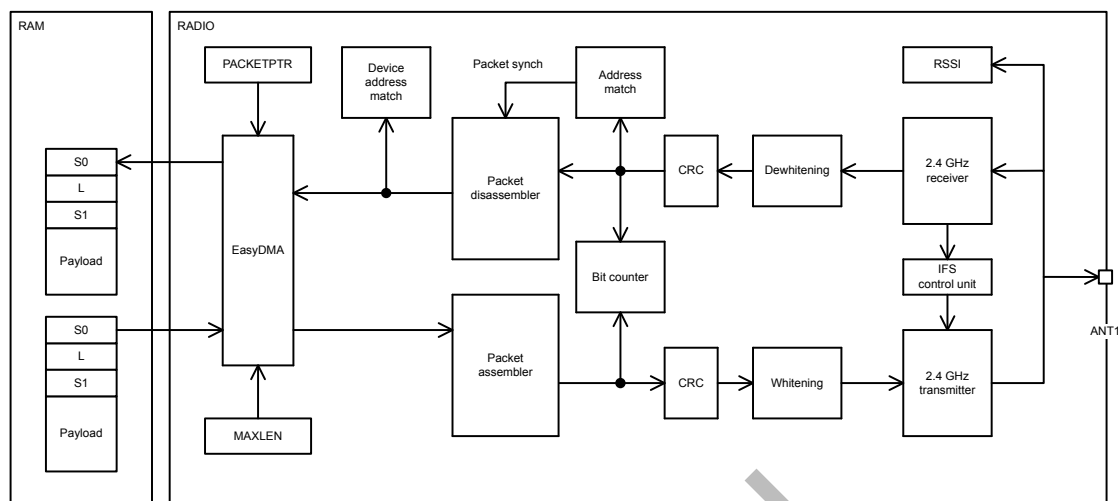 RAM
RADIO
PACKETPTR
Device
address
match
Packet synch
Address
match
RSSI
S0
L
S1
Payload
EasyDMA
Packet
disassembler
CRC
Dewhitening
2.4 GHz
receiver
Bit counter
IFS
control unit
ANT1
S0
L
S1
Payload
Packet
assembler
CRC
Whitening
2.4 GHz
transmitter
MAXLEN